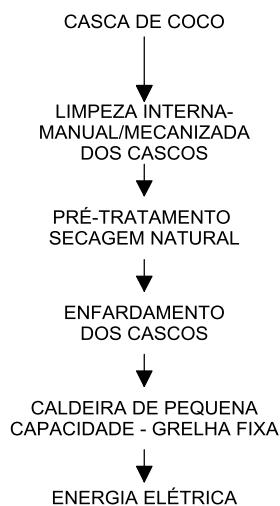 CASCA DE COCO
LIMPEZA INTERNA-
MANUAL/MECANIZADA
DOS CASCOS
PRÉ-TRATAMENTO
SECAGEM NATURAL
ENFARDAMENTO
DOS CASCOS
CALDEIRA DE PEQUENA
CAPACIDADE - GRELHA FIXA
ENERGIA ELÉTRICA